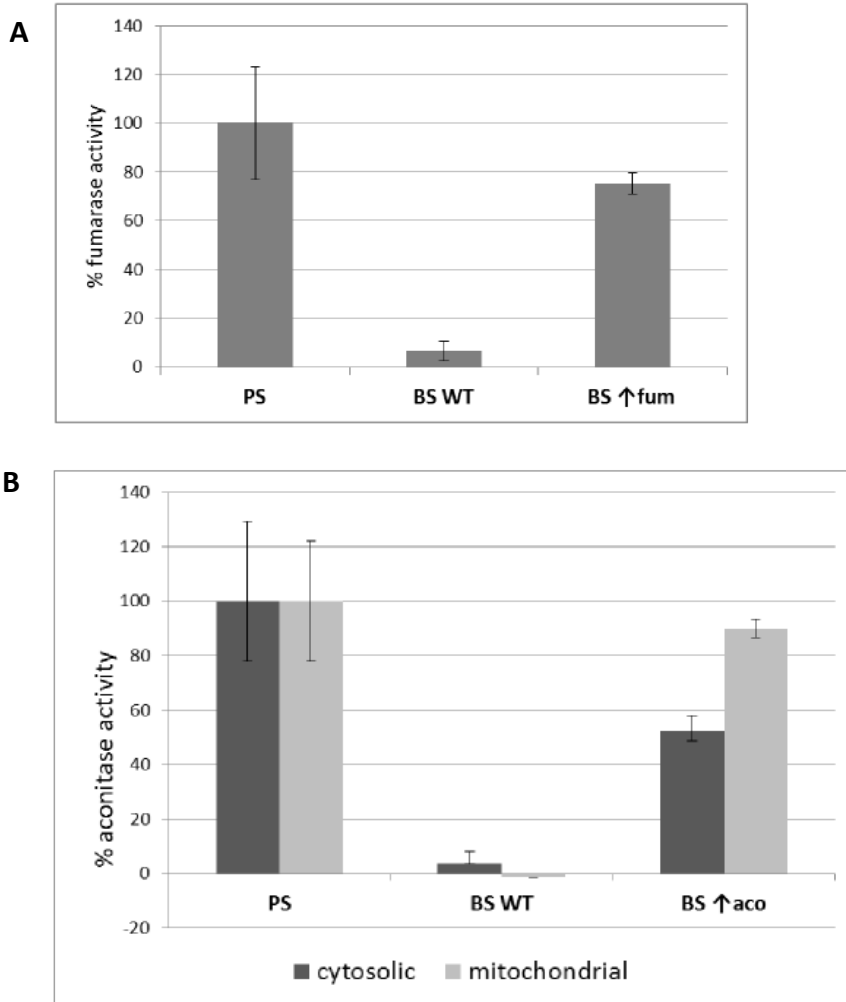 A
140
120
100
80
60
40
20
0
% fumarase activity
PS BS WT BS ↑fum
B
140
120
100
80
60
40
20
0
-20
% aconitase activity
PS BS WT BS ↑aco
cytosolic mitochondrial